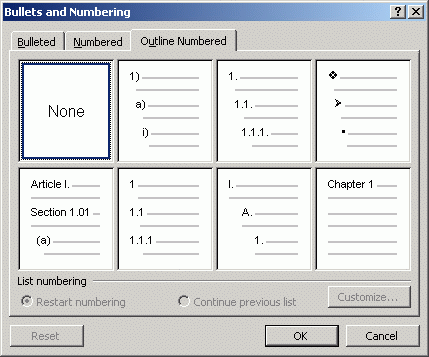 Bullets and Numbering
Bulleted Numbered Outline Numbered
None
1)
a)
i)
1.
1.1.
1.1.1.
Article I.
Section 1.01
(a)
1
1.1
1.1.1
I.
A.
1.
Chapter 1
List numbering
Restart numbering Continue previous list Customize...
Reset OK Cancel